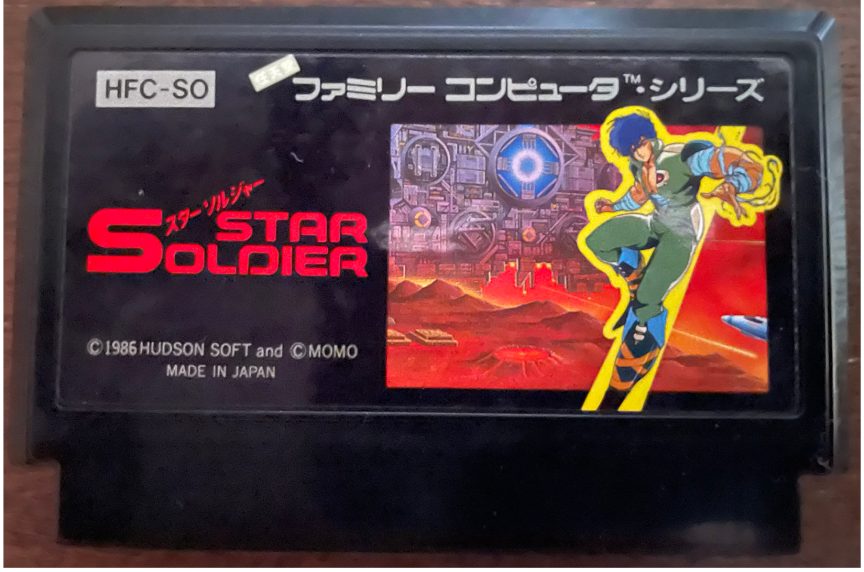 HFC-SO
ファミリー コンピュータ™・シリーズ
スターソルジャー
STAR
SOLDIER
©1986 HUDSON SOFT and ©MOMO
MADE IN JAPAN